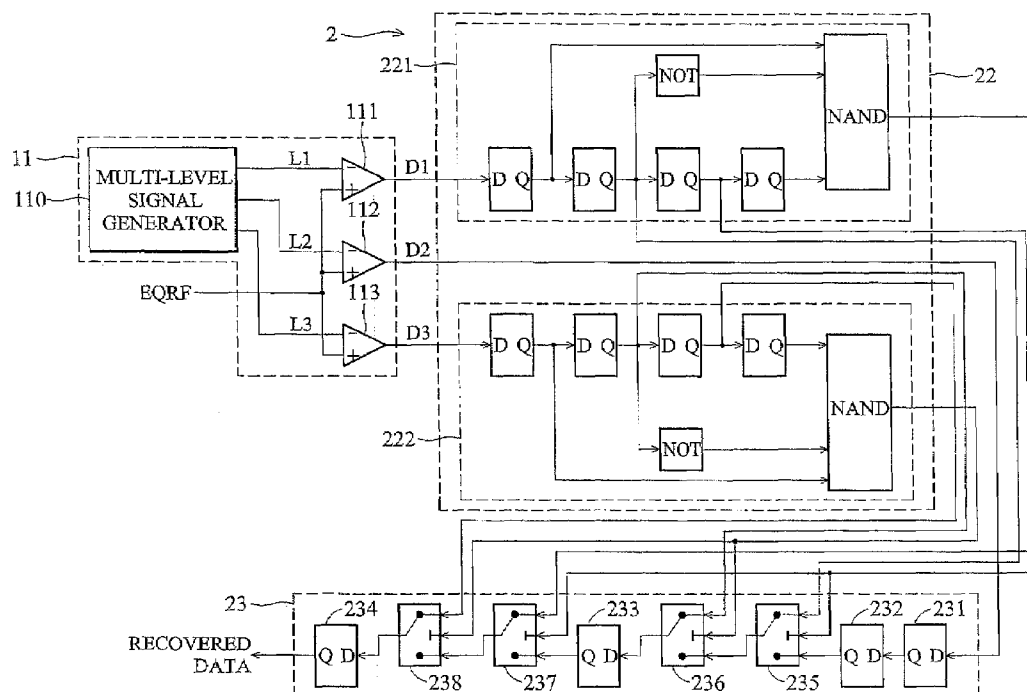 2
221
22
NOT
NAND
111
11
L1
D1
D Q
D Q
D Q
D Q
110
MULTI-LEVEL
SIGNAL
GENERATOR
112
L2
D2
EQRF
113
L3
D3
D Q
D Q
D Q
D Q
NAND
222
NOT
23
234
233
232
231
RECOVERED
DATA
Q D
Q D
Q D
Q D
238
237
236
235